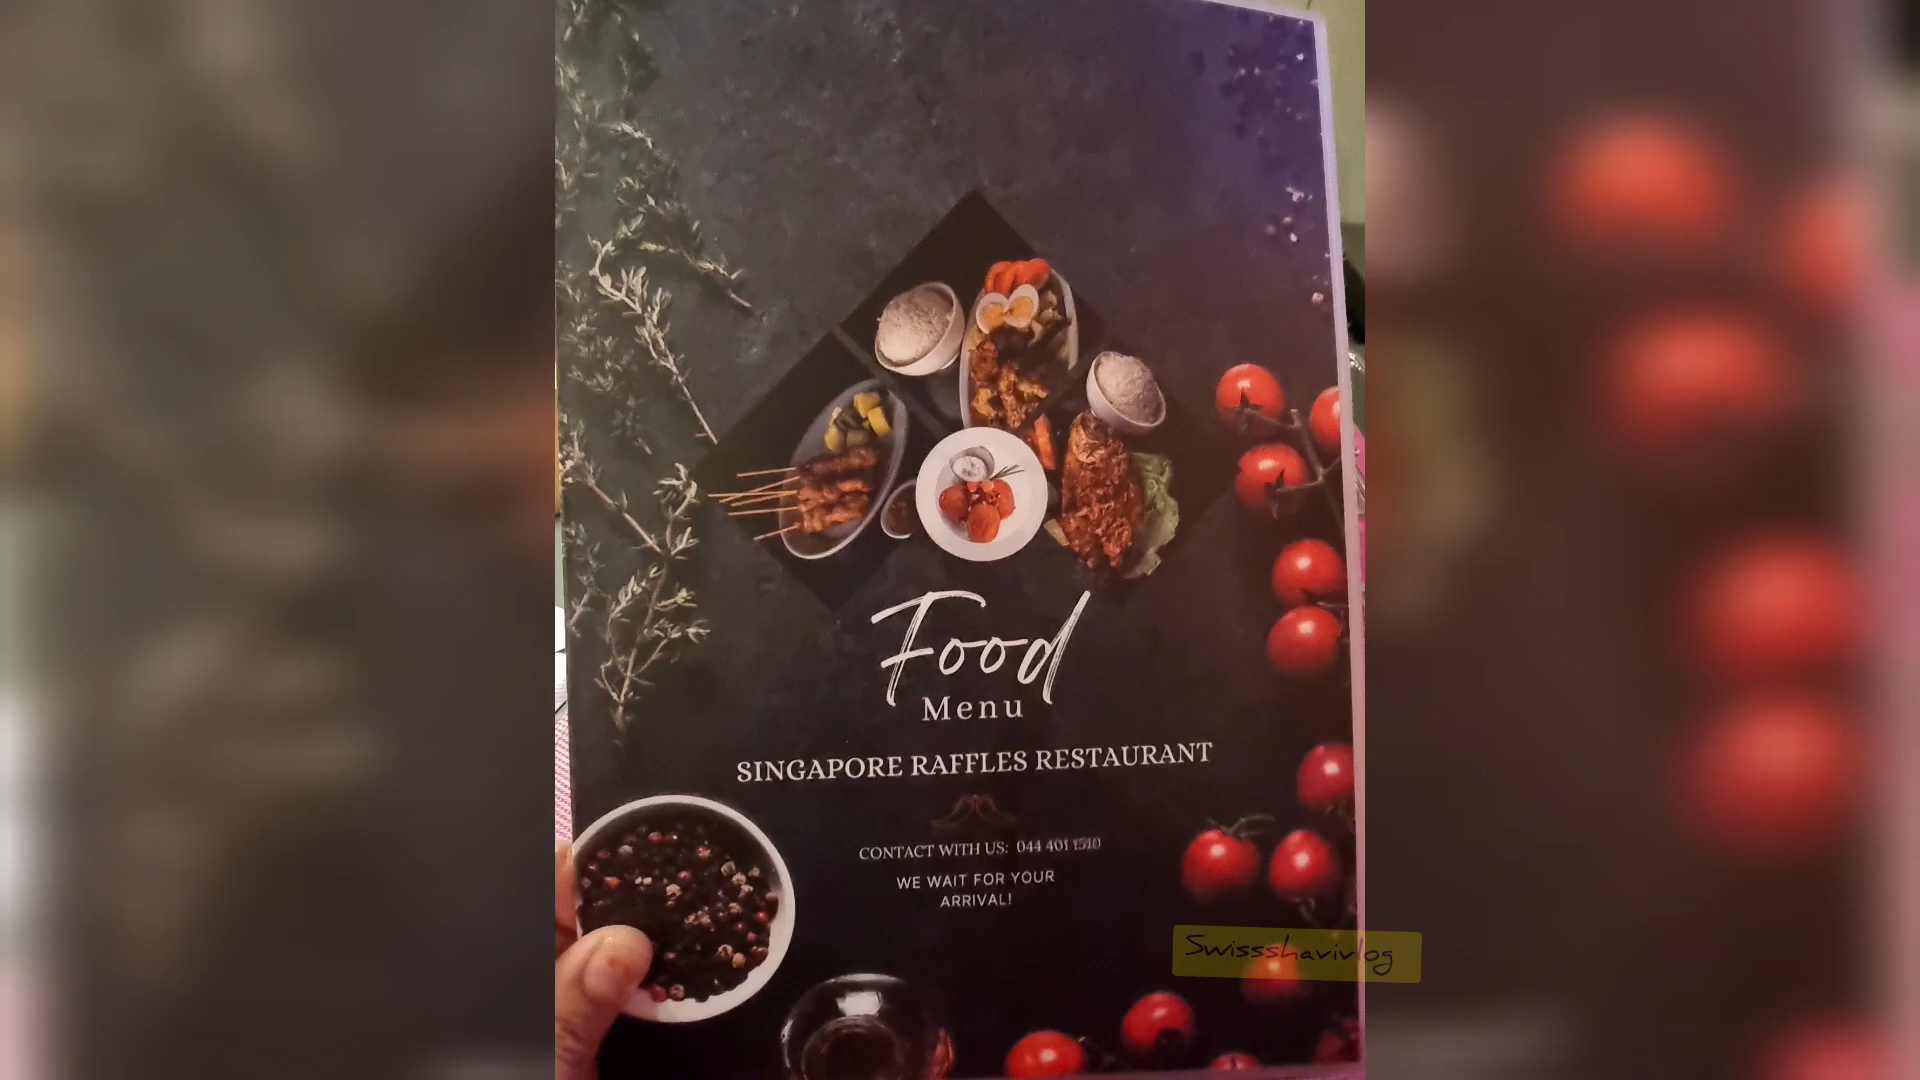 Food
Menu
SINGAPORE RAFFLES RESTAURANT
CONTACT WITH US: 044 401 1510
WE WAIT FOR YOUR
ARRIVAL!
Swissshavivlog